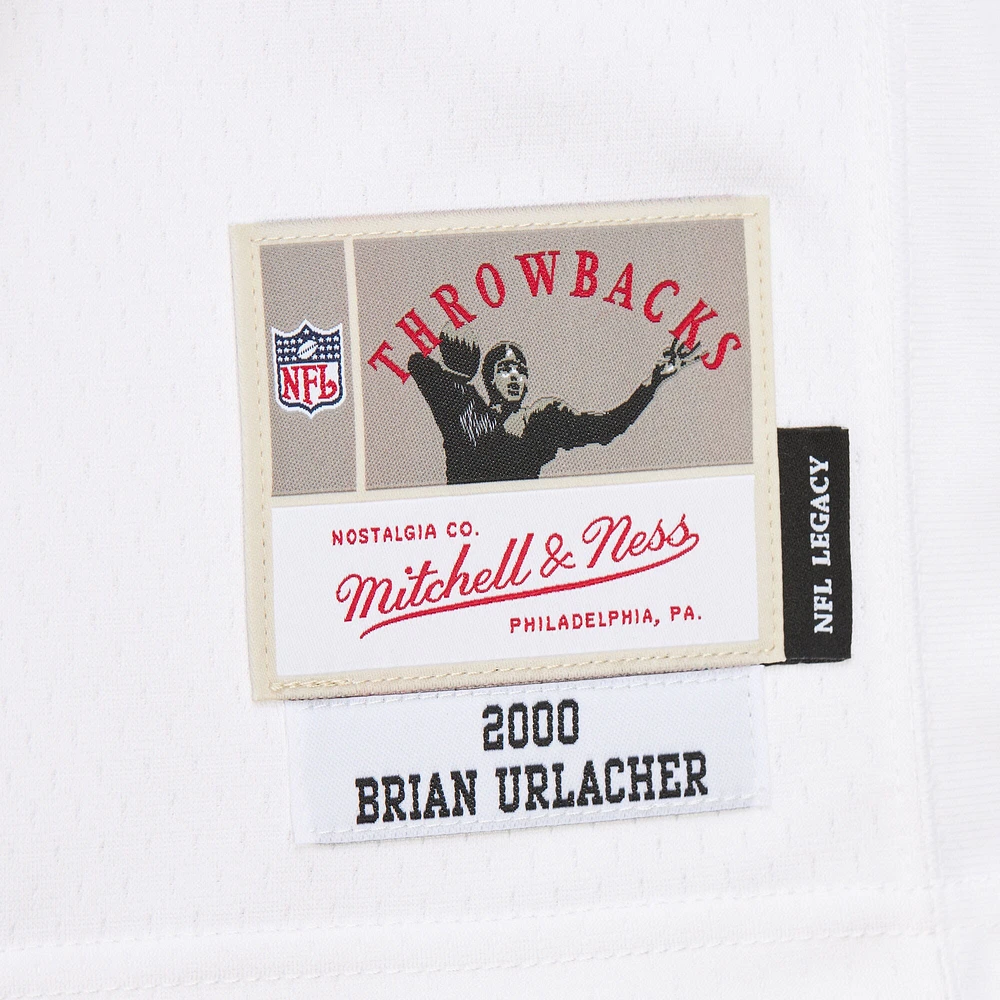 THROWBACKS
NFL
NOSTALGIA CO.
Mitchell & Ness
PHILADELPHIA, PA.
NFL LEGACY
2000
BRIAN URLACHER